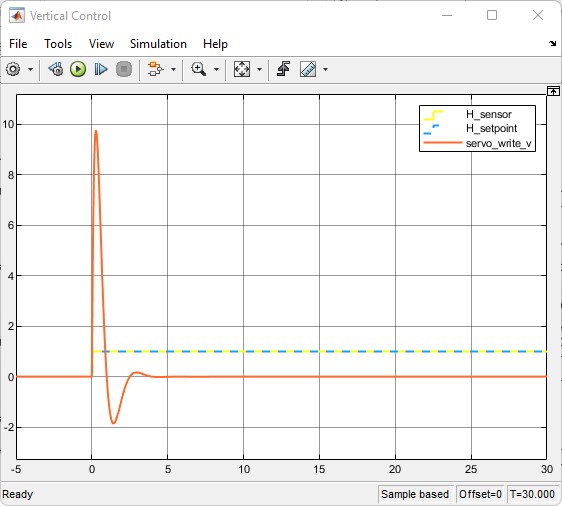 Vertical Control
File Tools View Simulation Help
H_sensor
H_setpoint
servo_write_v
10
8
6
4
2
0
-2
-5 0 5 10 15 20 25 30
Ready Sample based Offset=0 T=30.000